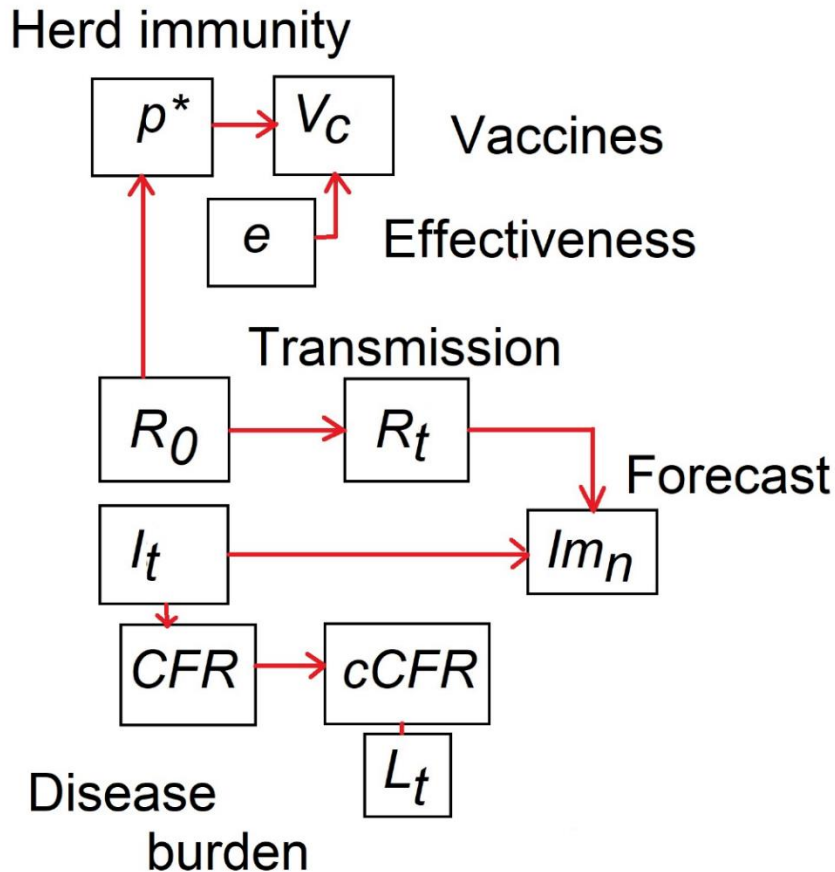 Herd immunity
p* Vc
Vaccines
e
Effectiveness
Transmission
R0 Rt
Forecast
It Imn
CFR cCFR
Lt
Disease
burden